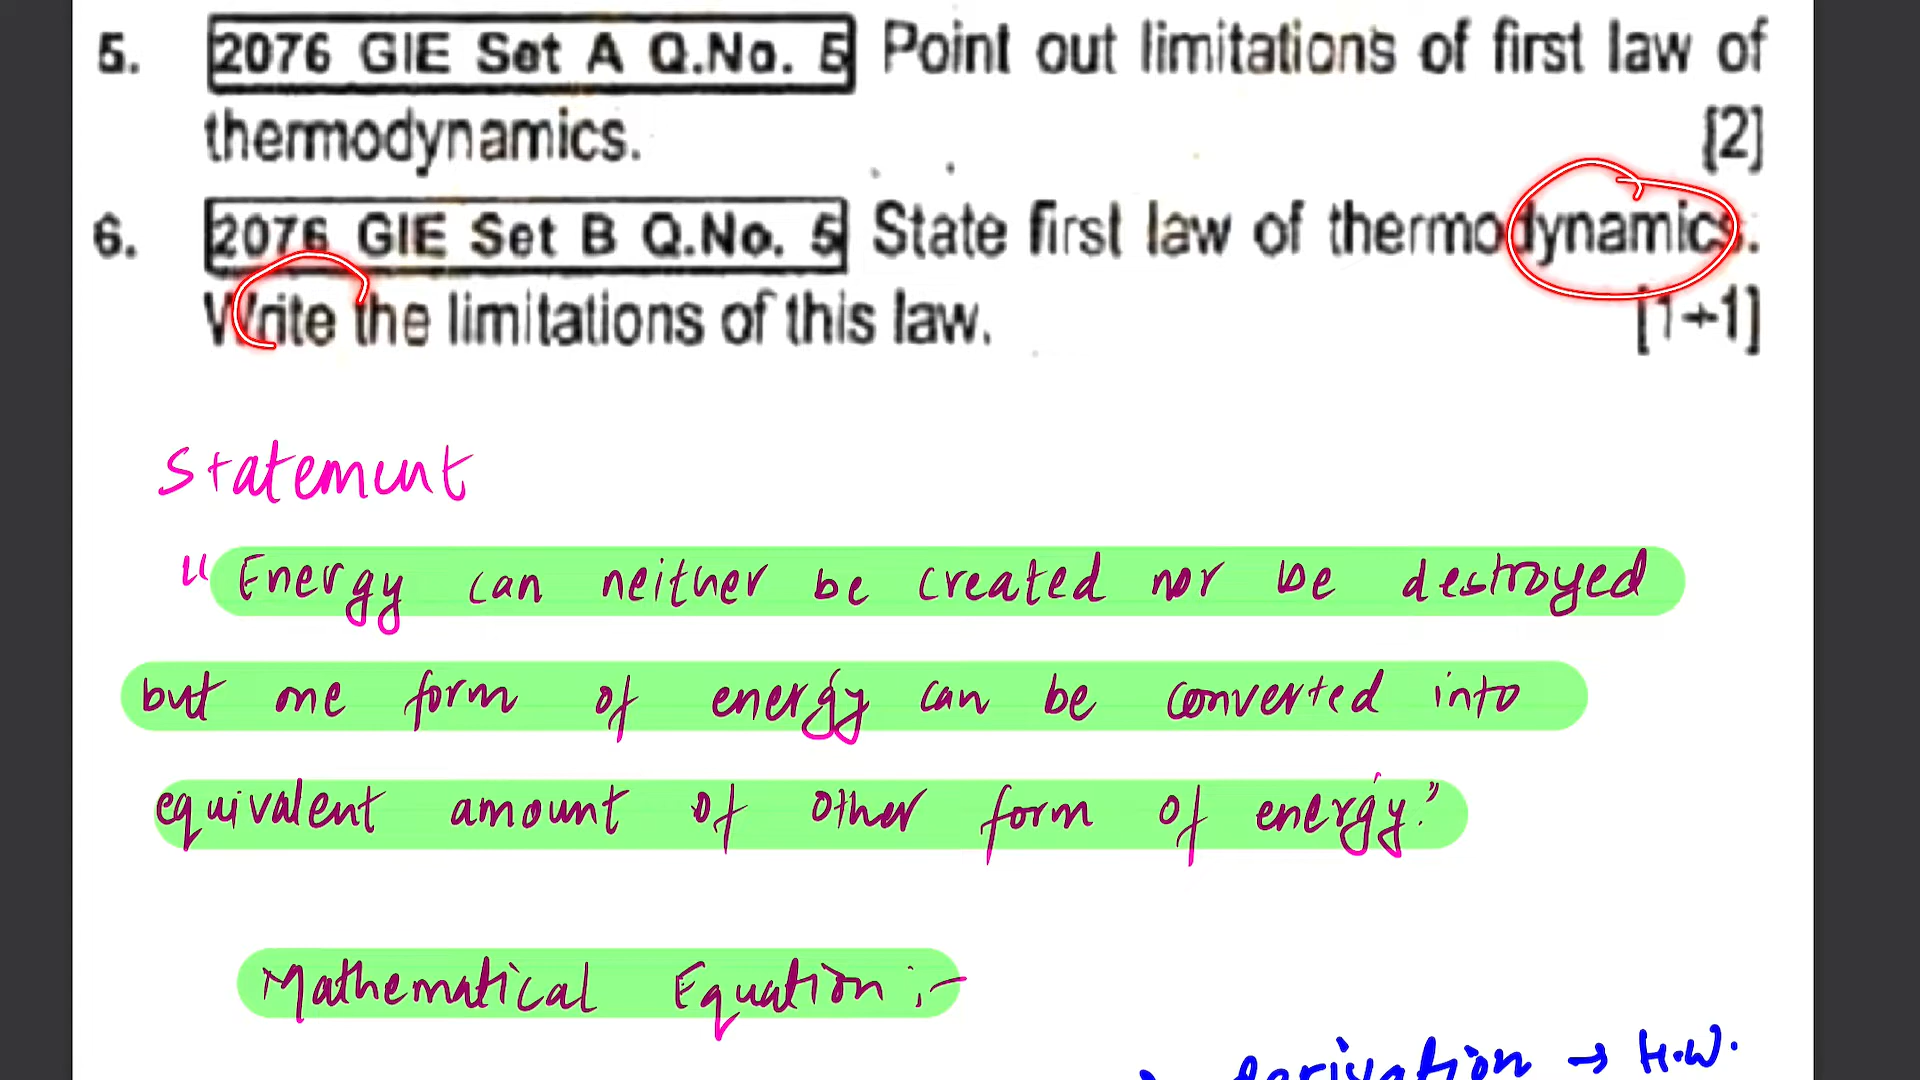 5. 2076 GIE Set A Q.No. 5 Point out limitations of first law of
thermodynamics. [2]
6. 2076 GIE Set B Q.No. 5 State first law of thermodynamics.
Write the limitations of this law. [1+1]
Statement
"Energy can neither be created nor be destroyed
but one form of energy can be converted into
equivalent amount of other form of energy."
Mathematical Equation :-
derivation → H.W.